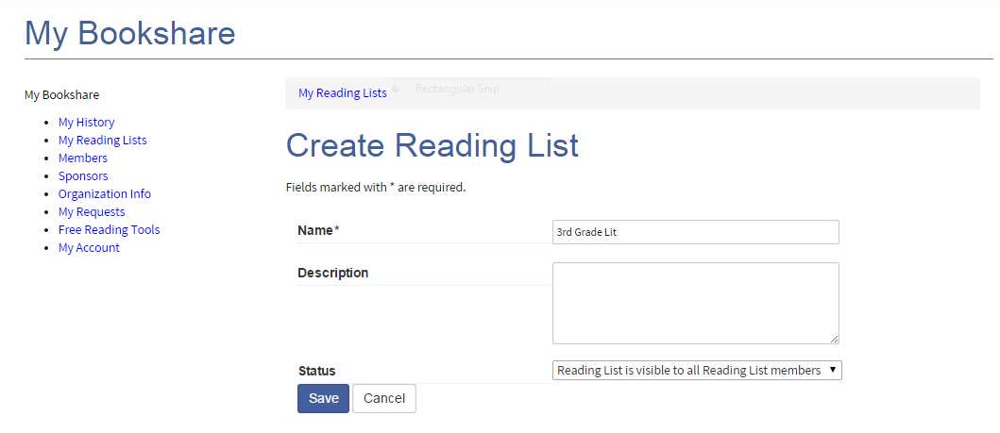 My Bookshare
My Bookshare
My History
My Reading Lists
Members
Sponsors
Organization Info
My Requests
Free Reading Tools
My Account
My Reading Lists
Rectangular Snip
Create Reading List
Fields marked with * are required.
Name* 3rd Grade Lit
Description
Status Reading List is visible to all Reading List members
Save Cancel